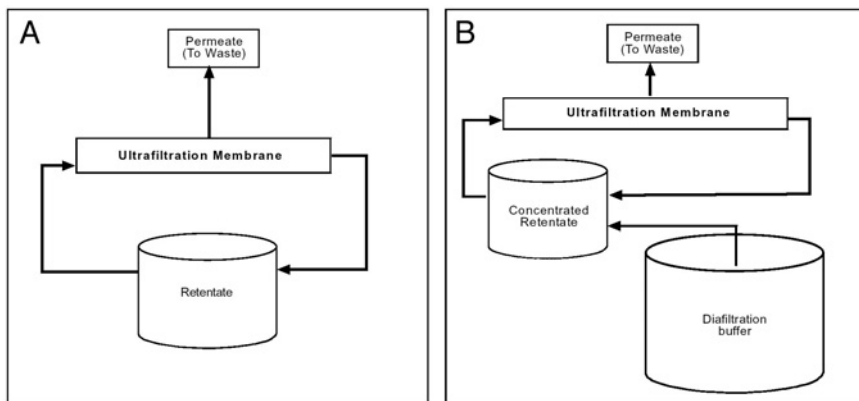 A
Permeate
(To Waste)
Ultrafiltration Membrane
Retentate
B
Permeate
(To Waste)
Ultrafiltration Membrane
Concentrated
Retentate
Diafiltration
buffer